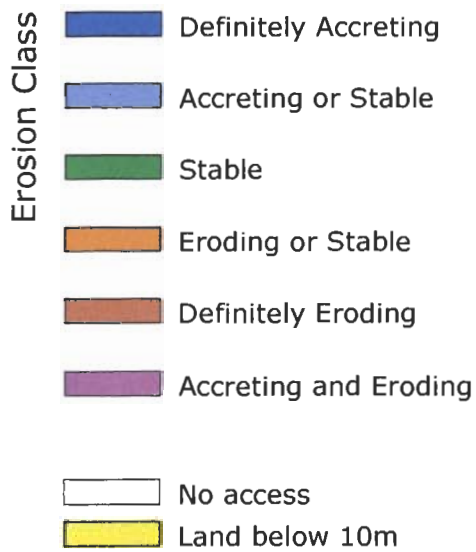 Erosion Class
Definitely Accreting
Accreting or Stable
Stable
Eroding or Stable
Definitely Eroding
Accreting and Eroding
No access
Land below 10m